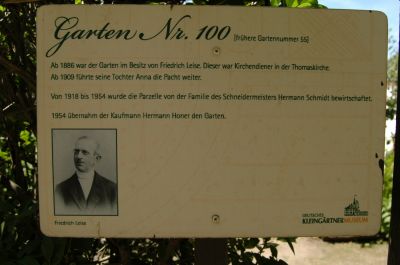 Garten Nr. 100 [frühere Gartennummer 55]
Ab 1886 war der Garten im Besitz von Friedrich Leise. Dieser war Kirchendiener in der Thomaskirche.
Ab 1909 führte seine Tochter Anna die Pacht weiter.
Von 1918 bis 1954 wurde die Parzelle von der Familie des Schneidermeisters Hermann Schmidt bewirtschaftet.
1954 übernahm der Kaufmann Hermann Honer den Garten.
Friedrich Leise
DEUTSCHES
KLEINGÄRTNERMUSEUM